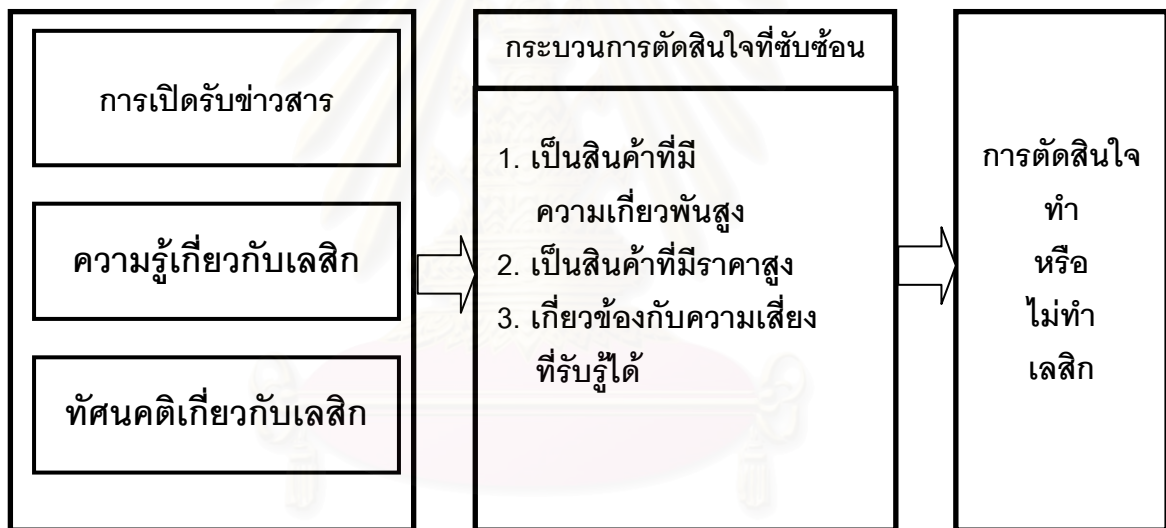 การเปิดรับข่าวสาร
ความรู้เกี่ยวกับเลสิก
ทัศนคติเกี่ยวกับเลสิก
กระบวนการตัดสินใจที่ซับซ้อน
1. เป็นสินค้าที่มี
ความเกี่ยวพันสูง
2. เป็นสินค้าที่มีราคาสูง
3. เกี่ยวข้องกับความเสี่ยง
ที่รับรู้ได้
การตัดสินใจ
ทำ
หรือ
ไม่ทำ
เลสิก